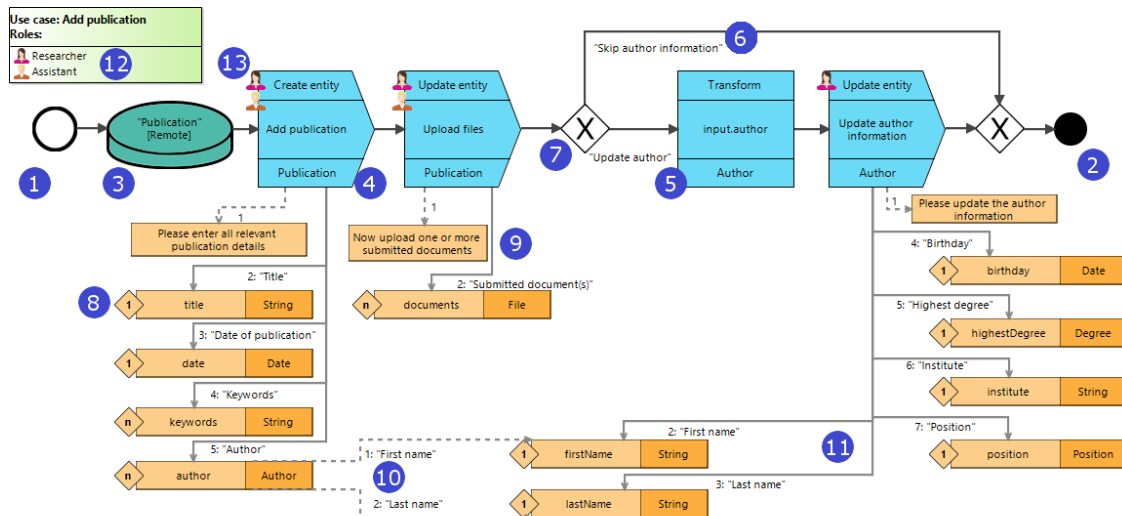 Use case: Add publication
Roles:
Researcher
Assistant
12
13
6
"Skip author information"
Create entity
Add publication
Publication
Update entity
Upload files
Publication
Transform
input.author
Author
Update entity
Update author
information
Author
"Publication"
[Remote]
X
X
"Update author"
1
3
4
7
5
2
1
Please enter all relevant
publication details
1
Now upload one or more
submitted documents
9
1
Please update the author
information
2: "Title"
8
1
title
String
2: "Submitted document(s)"
n
documents
File
4: "Birthday"
1
birthday
Date
3: "Date of publication"
1
date
Date
5: "Highest degree"
1
highestDegree
Degree
4: "Keywords"
n
keywords
String
6: "Institute"
1
institute
String
5: "Author"
n
author
Author
1: "First name"
10
2: "Last name"
2: "First name"
11
1
firstName
String
7: "Position"
1
position
Position
3: "Last name"
1
lastName
String